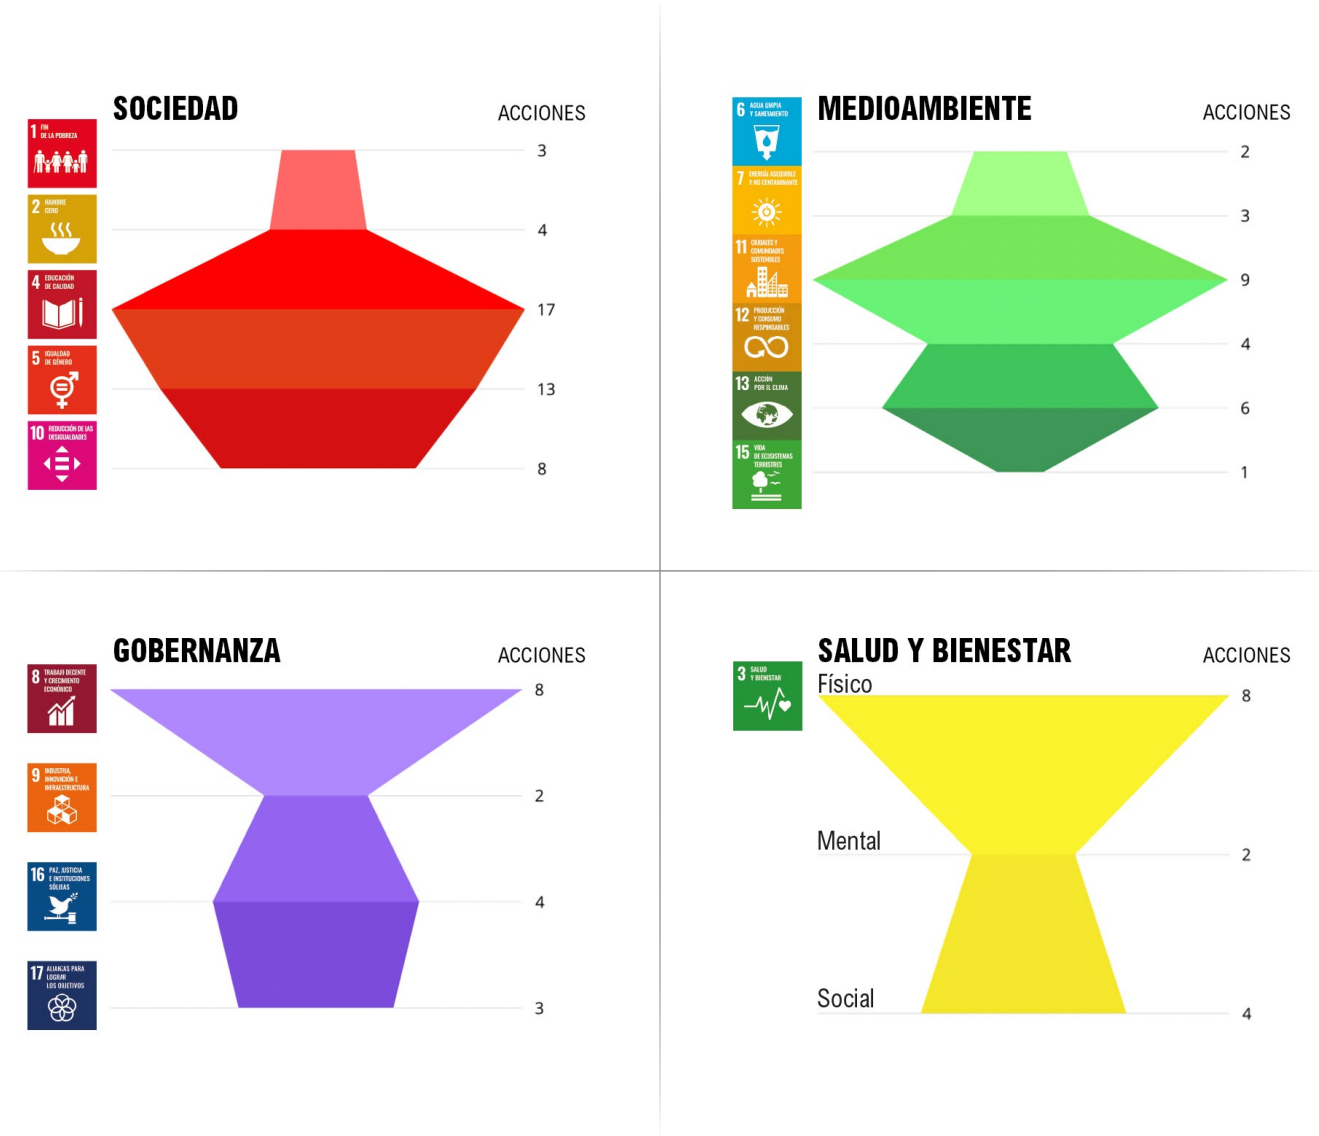 SOCIEDAD
ACCIONES
1 FIN
DE LA POBREZA
3
2 HAMBRE
CERO
4
4 EDUCACIÓN
DE CALIDAD
17
5 IGUALDAD
DE GÉNERO
13
10 REDUCCIÓN DE LAS
DESIGUALDADES
8
MEDIOAMBIENTE
ACCIONES
6 AGUA LIMPIA
Y SANEAMIENTO
2
7 ENERGÍA ASEQUIBLE
Y NO CONTAMINANTE
3
11 CIUDADES Y
COMUNIDADES
SOSTENIBLES
9
12 PRODUCCIÓN
Y CONSUMO
RESPONSABLES
4
13 ACCIÓN
POR EL CLIMA
6
15 VIDA
DE ECOSISTEMAS
TERRESTRES
1
GOBERNANZA
ACCIONES
8 TRABAJO DECENTE
Y CRECIMIENTO
ECONÓMICO
8
9 INDUSTRIA,
INNOVACIÓN E
INFRAESTRUCTURA
2
16 PAZ, JUSTICIA
E INSTITUCIONES
SÓLIDAS
4
17 ALIANZAS PARA
LOGRAR
LOS OBJETIVOS
3
SALUD Y BIENESTAR
ACCIONES
3 SALUD
Y BIENESTAR
Físico
8
Mental
2
Social
4